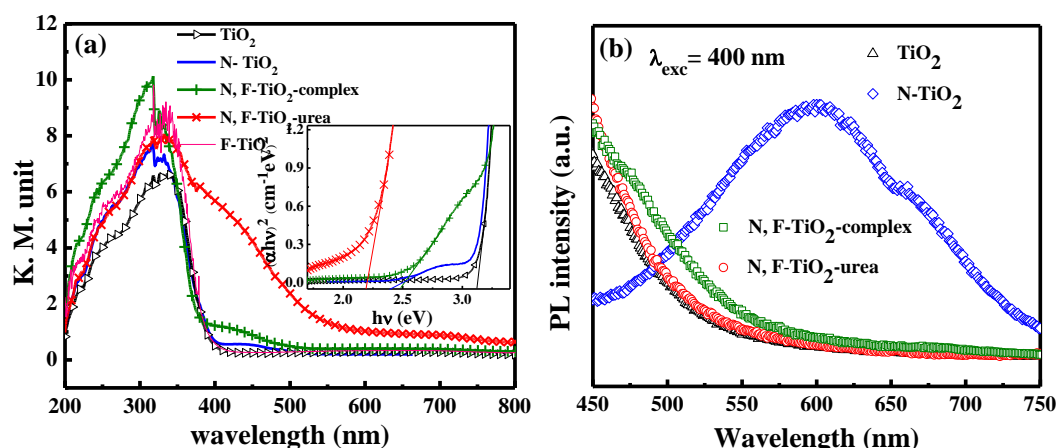 (a)
K. M. unit
12
10
8
6
4
2
0
200 300 400 500 600 700 800
wavelength (nm)
TiO₂
N- TiO₂
N, F-TiO₂-complex
N, F-TiO₂-urea
F-TiO
αhν)² (cm⁻¹eV)²
1.2
0.9
0.6
0.3
0.0
2.0 2.5 3.0
hν (eV)
(b)
λexc= 400 nm
TiO₂
N-TiO₂
N, F-TiO₂-complex
N, F-TiO₂-urea
PL intensity (a.u.)
450 500 550 600 650 700 750
Wavelength (nm)